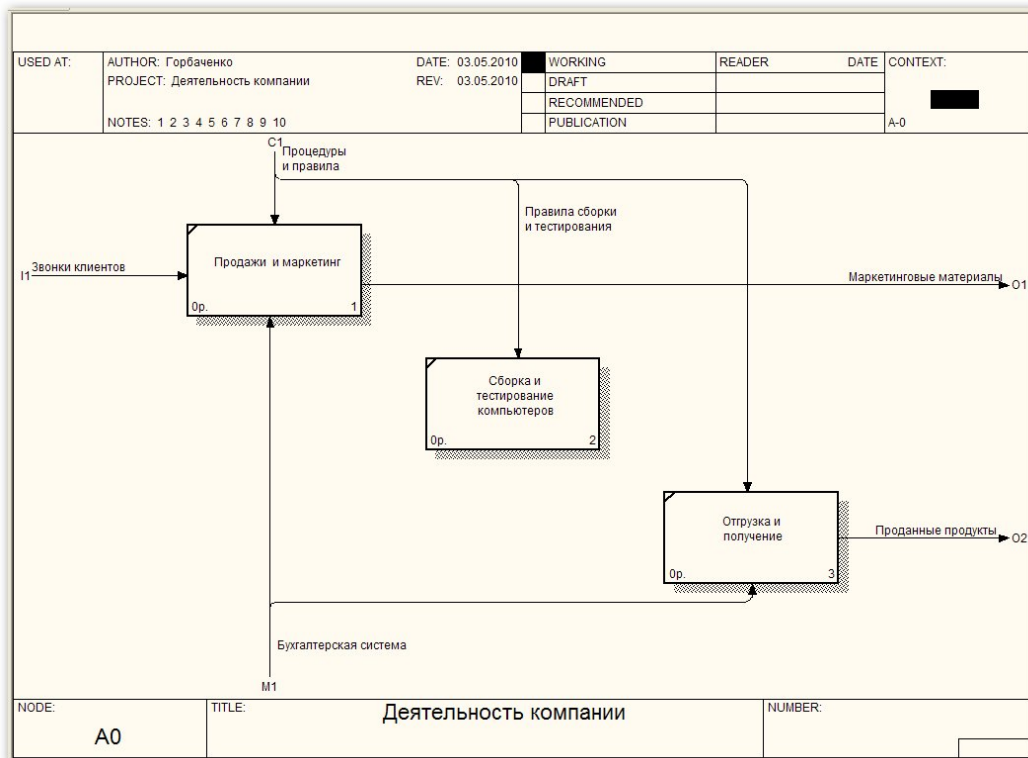 USED AT:
AUTHOR: Горбаченко
DATE: 03.05.2010
WORKING
READER
DATE
CONTEXT:
PROJECT: Деятельность компании
REV: 03.05.2010
DRAFT
RECOMMENDED
NOTES: 1 2 3 4 5 6 7 8 9 10
PUBLICATION
A-0
C1
Процедуры
и правила
Правила сборки
и тестирования
I1
Звонки клиентов
Продажи и маркетинг
0р.
1
Маркетинговые материалы
O1
Сборка и
тестирование
компьютеров
0р.
2
Отгрузка и
получение
0р.
3
Проданные продукты
O2
Бухгалтерская система
M1
NODE:
A0
TITLE:
Деятельность компании
NUMBER: